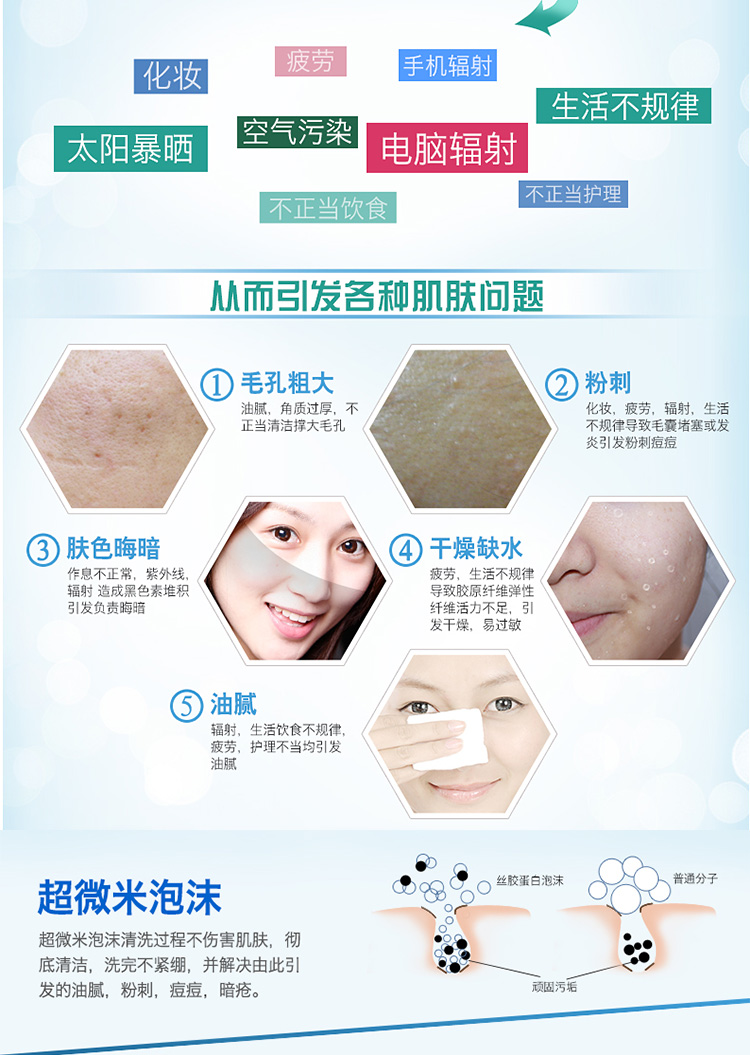 化妆
疲劳
手机辐射
生活不规律
太阳暴晒
空气污染
电脑辐射
不正当护理
不正当饮食
从而引发各种肌肤问题
① 毛孔粗大
油腻，角质过厚，不
正当清洁撑大毛孔
② 粉刺
化妆，疲劳，辐射，生活
不规律导致毛囊堵塞或发
炎引发粉刺痘痘
③ 肤色晦暗
作息不正常，紫外线，
辐射 造成黑色素堆积
引发负责晦暗
④ 干燥缺水
疲劳，生活不规律
导致胶原纤维弹性
纤维活力不足，引
发干燥，易过敏
⑤ 油腻
辐射，生活饮食不规律，
疲劳，护理不当均引发
油腻
超微米泡沫
超微米泡沫清洗过程不伤害肌肤，彻
底清洁，洗完不紧绷，并解决由此引
发的油腻，粉刺，痘痘，暗疮。
丝胶蛋白泡沫
普通分子
顽固污垢